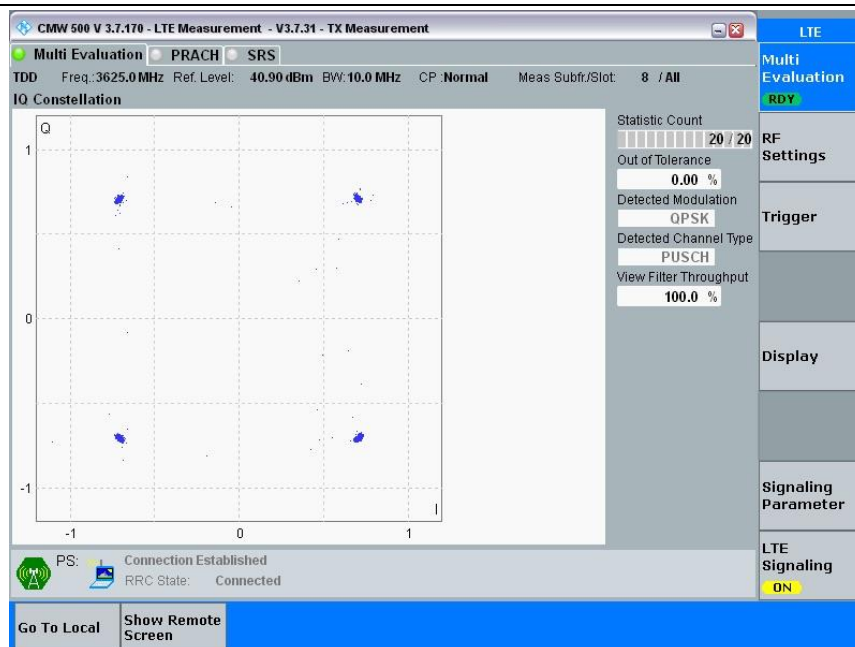 CMW 500 V 3.7.170 - LTE Measurement - V3.7.31 - TX Measurement
LTE
Multi Evaluation PRACH SRS
TDD Freq.:3625.0 MHz Ref. Level: 40.90 dBm BW:10.0 MHz CP :Normal Meas Subfr./Slot: 8 / All
IQ Constellation
Q
1
0
-1
I
-1 0 1
Statistic Count
20 / 20
Out of Tolerance
0.00 %
Detected Modulation
QPSK
Detected Channel Type
PUSCH
View Filter Throughput
100.0 %
Multi
Evaluation
RDY
RF
Settings
Trigger
Display
Signaling
Parameter
LTE
Signaling
ON
PS: Connection Established
RRC State: Connected
Go To Local
Show Remote
Screen